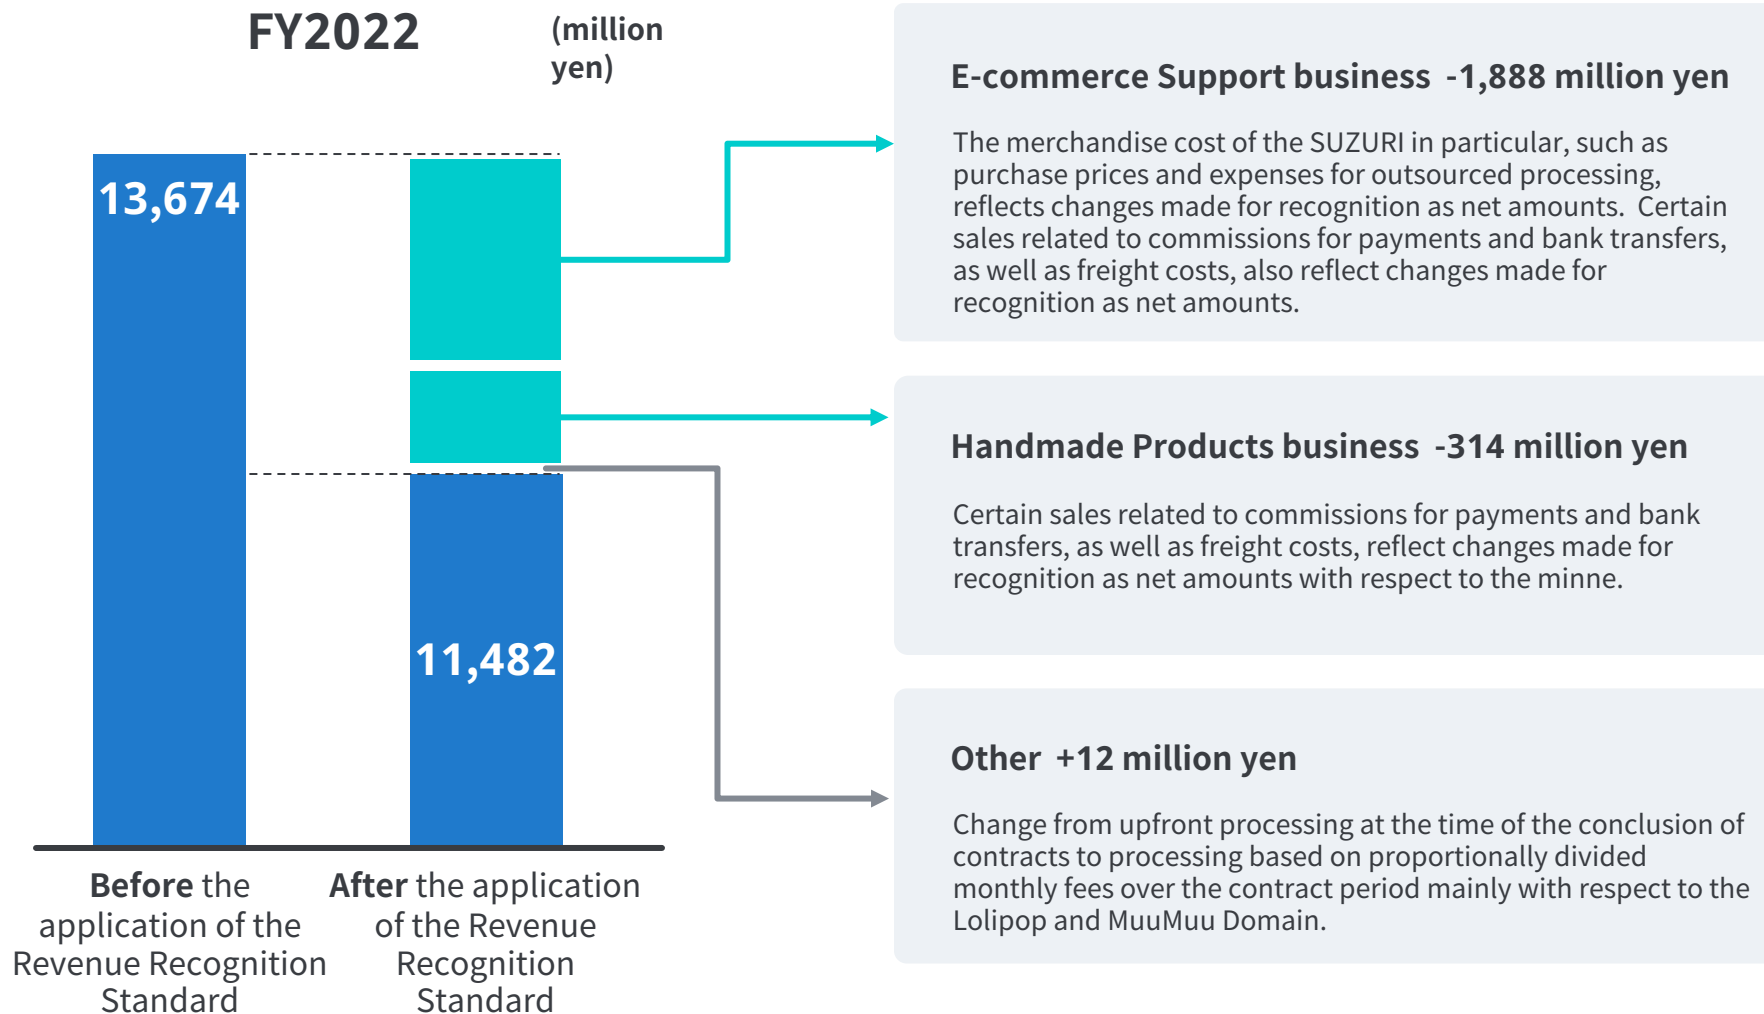 FY2022
(million
yen)
13,674
11,482
Before the
application of the
Revenue Recognition
Standard
After the application
of the Revenue
Recognition
Standard
E-commerce Support business -1,888 million yen
The merchandise cost of the SUZURI in particular, such as
purchase prices and expenses for outsourced processing,
reflects changes made for recognition as net amounts. Certain
sales related to commissions for payments and bank transfers,
as well as freight costs, also reflect changes made for
recognition as net amounts.
Handmade Products business -314 million yen
Certain sales related to commissions for payments and bank
transfers, as well as freight costs, reflect changes made for
recognition as net amounts with respect to the minne.
Other +12 million yen
Change from upfront processing at the time of the conclusion of
contracts to processing based on proportionally divided
monthly fees over the contract period mainly with respect to the
Lolipop and MuuMuu Domain.